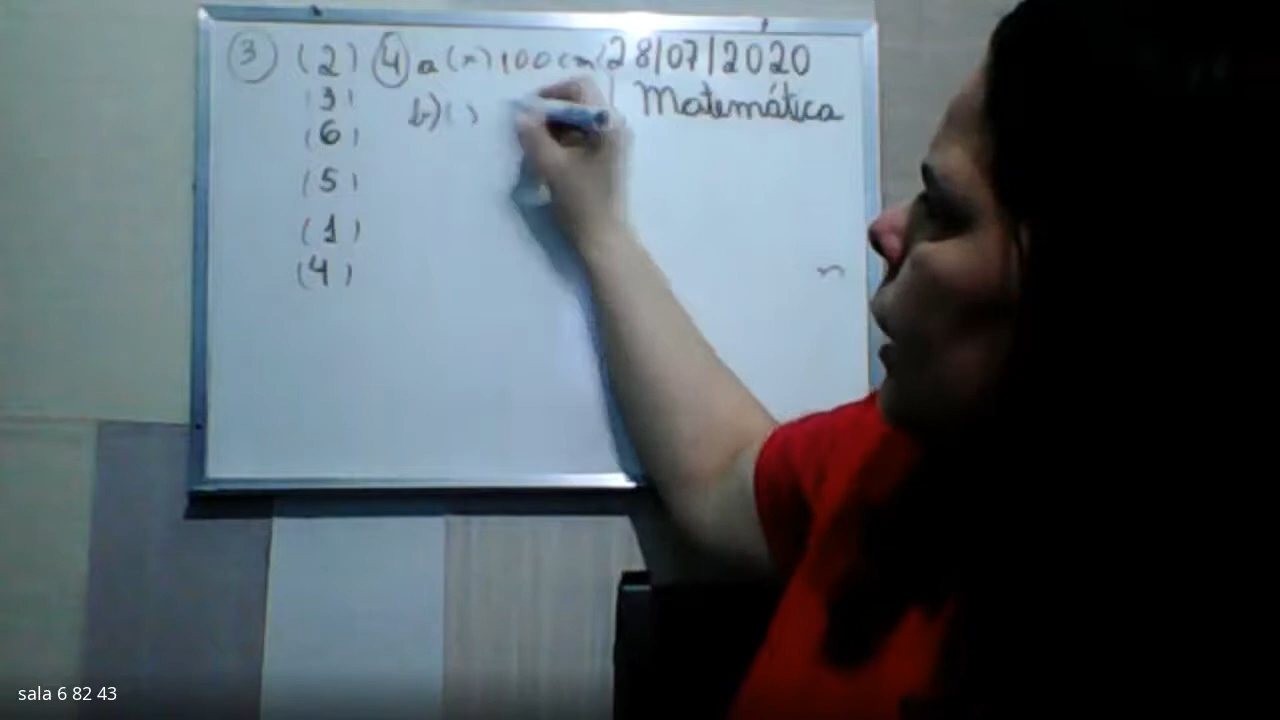 3 (2) 4 a (x) 100 cm 28/07/2020
(3) b) ( ) Matemática
(6)
(5)
(1)
(4)
sala 6 82 43